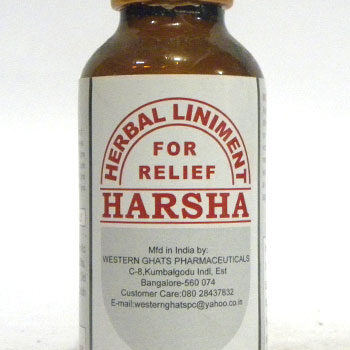 HERBAL LINIMENT
FOR
RELIEF
HARSHA
Mfd in India by:
WESTERN GHATS PHARMACEUTICALS
C-8,Kumbalgodu Indl, Est
Bangalore-560 074
Customer Care:080 28437832
E-mail:westernghatspc@yahoo.co.in